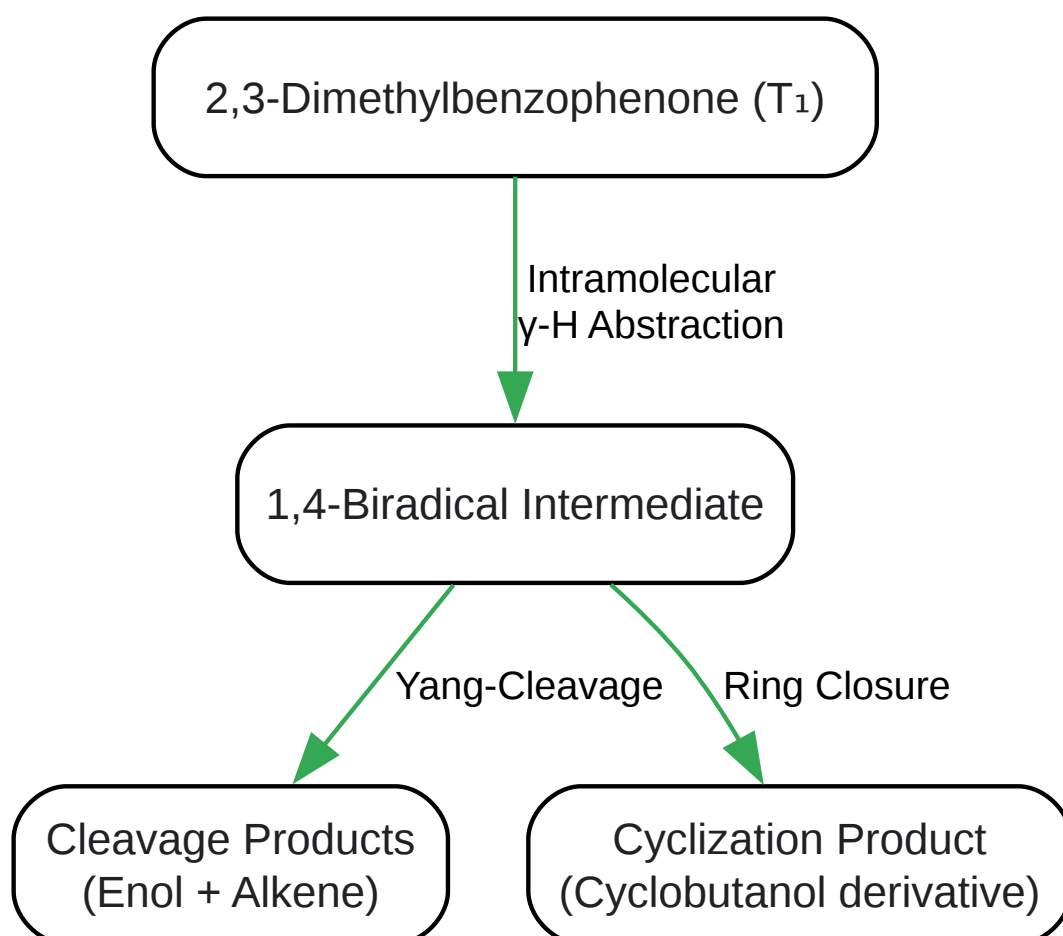 2,3-Dimethylbenzophenone (T₁)
Intramolecular
γ-H Abstraction
1,4-Biradical Intermediate
Yang-Cleavage
Ring Closure
Cleavage Products
(Enol + Alkene)
Cyclization Product
(Cyclobutanol derivative)